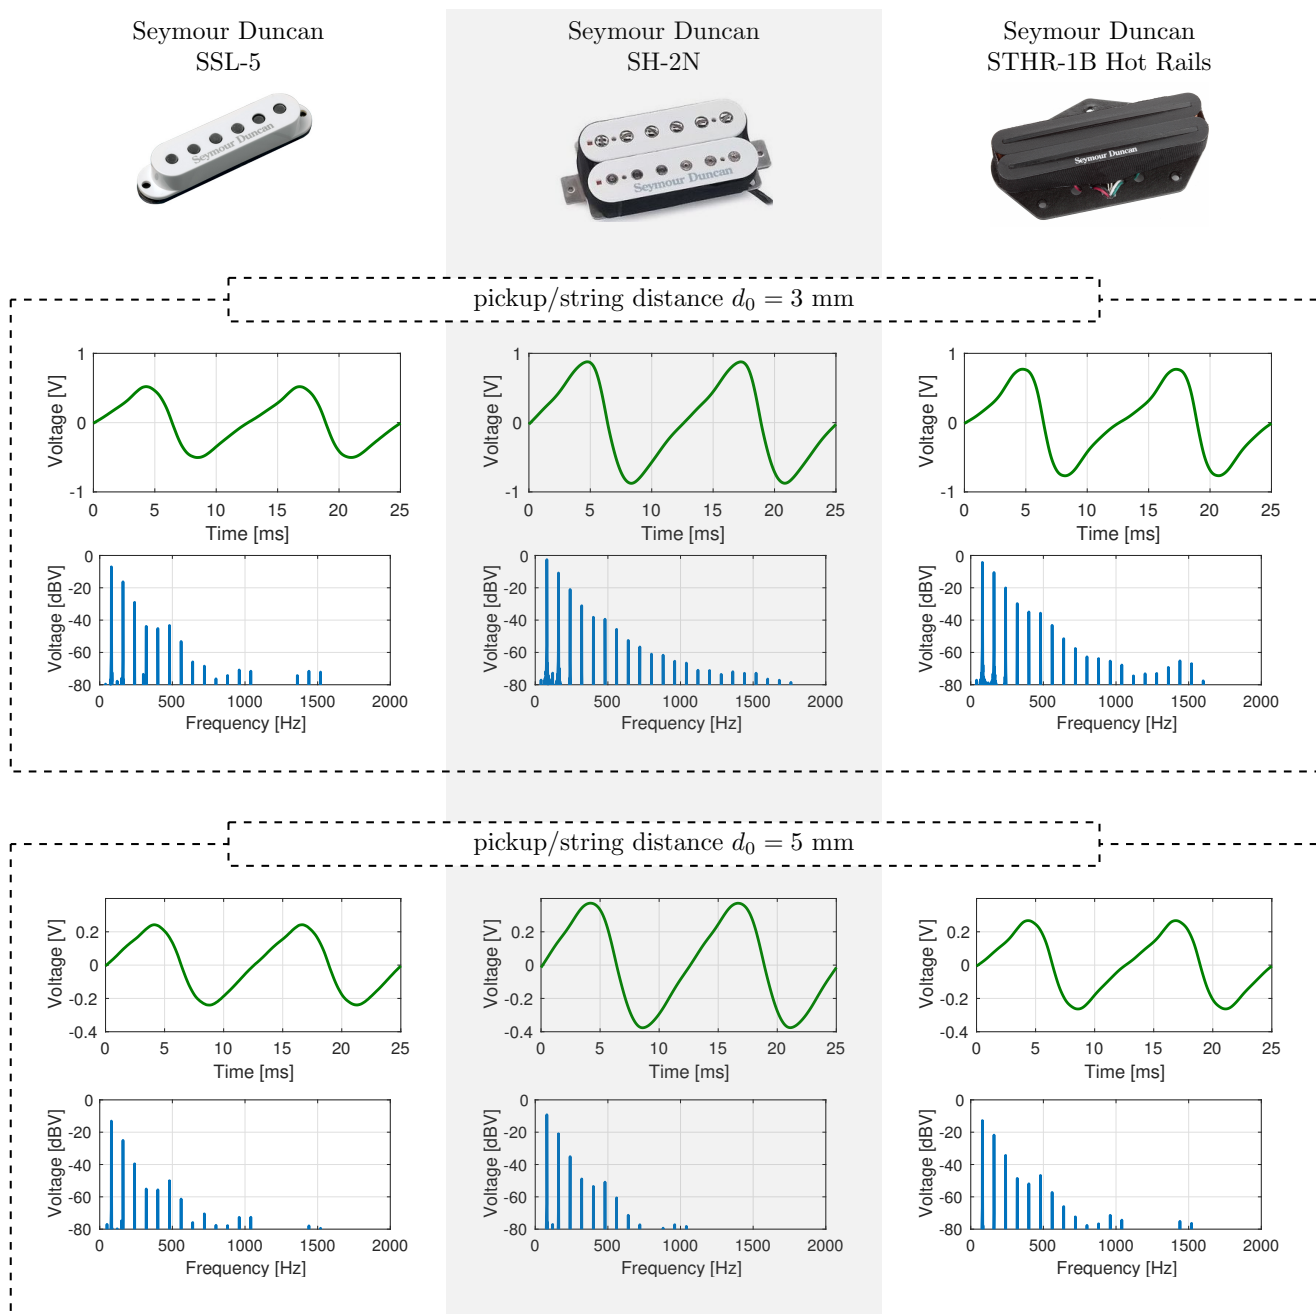 Seymour Duncan
SSL-5
Seymour Duncan
SH-2N
Seymour Duncan
STHR-1B Hot Rails
Seymour Duncan
Seymour Duncan
Seymour Duncan
pickup/string distance d₀ = 3 mm
Voltage [V]
1
0
-1
0 5 10 15 20 25
Time [ms]
Voltage [V]
1
0
-1
0 5 10 15 20 25
Time [ms]
Voltage [V]
1
0
-1
0 5 10 15 20 25
Time [ms]
Voltage [dBV]
0
-20
-40
-60
-80
0 500 1000 1500 2000
Frequency [Hz]
Voltage [dBV]
0
-20
-40
-60
-80
0 500 1000 1500 2000
Frequency [Hz]
Voltage [dBV]
0
-20
-40
-60
-80
0 500 1000 1500 2000
Frequency [Hz]
pickup/string distance d₀ = 5 mm
Voltage [V]
0.2
0
-0.2
-0.4
0 5 10 15 20 25
Time [ms]
Voltage [V]
0.2
0
-0.2
-0.4
0 5 10 15 20 25
Time [ms]
Voltage [V]
0.2
0
-0.2
-0.4
0 5 10 15 20 25
Time [ms]
Voltage [dBV]
0
-20
-40
-60
-80
0 500 1000 1500 2000
Frequency [Hz]
Voltage [dBV]
0
-20
-40
-60
-80
0 500 1000 1500 2000
Frequency [Hz]
Voltage [dBV]
0
-20
-40
-60
-80
0 500 1000 1500 2000
Frequency [Hz]